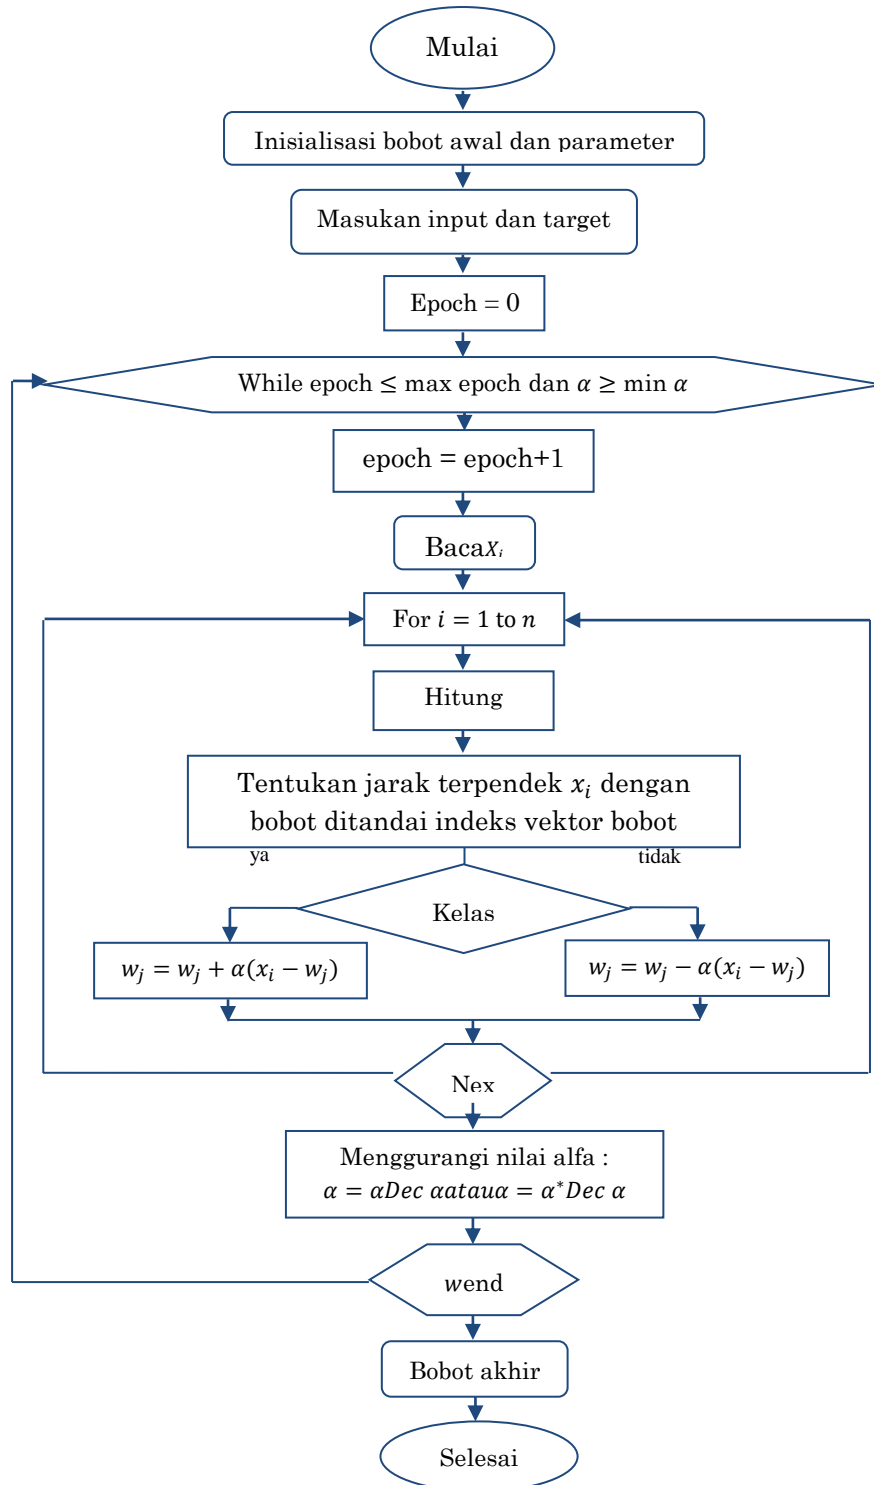 Mulai
Inisialisasi bobot awal dan parameter
Masukan input dan target
Epoch = 0
While epoch ≤ max epoch dan 𝛼 ≥ min 𝛼
epoch = epoch+1
Baca𝑋ᵢ
For 𝑖 = 1 to 𝑛
Hitung
Tentukan jarak terpendek 𝑥ᵢ dengan
bobot ditandai indeks vektor bobot
ya
tidak
Kelas
𝑤ⱼ = 𝑤ⱼ + 𝛼(𝑥ᵢ − 𝑤ⱼ)
𝑤ⱼ = 𝑤ⱼ − 𝛼(𝑥ᵢ − 𝑤ⱼ)
Nex
Menggurangi nilai alfa :
𝛼 = 𝛼𝐷𝑒𝑐 𝛼𝑎𝑡𝑎𝑢𝛼 = 𝛼*𝐷𝑒𝑐 𝛼
𝑤end
Bobot akhir
Selesai